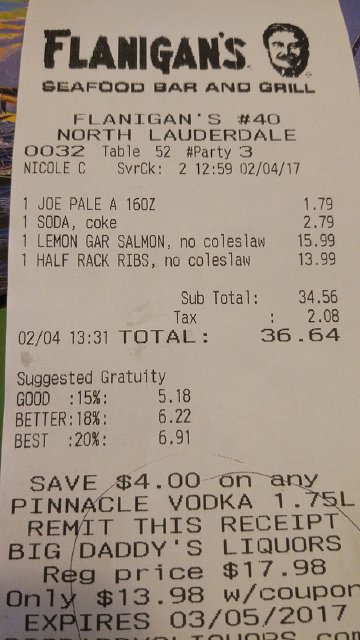 FLANIGAN'S
SEAFOOD BAR AND GRILL
FLANIGAN'S #40
NORTH LAUDERDALE
0032 Table 52 #Party 3
NICOLE C SvrCk: 2 12:59 02/04/17
1 JOE PALE A 16OZ 1.79
1 SODA, coke 2.79
1 LEMON GAR SALMON, no coleslaw 15.99
1 HALF RACK RIBS, no coleslaw 13.99
Sub Total: 34.56
Tax : 2.08
02/04 13:31 TOTAL: 36.64
Suggested Gratuity
GOOD :15%: 5.18
BETTER:18%: 6.22
BEST :20%: 6.91
SAVE $4.00 on any
PINNACLE VODKA 1.75L
REMIT THIS RECEIPT
BIG DADDY'S LIQUORS
Reg price $17.98
Only $13.98 w/coupon
EXPIRES 03/05/2017